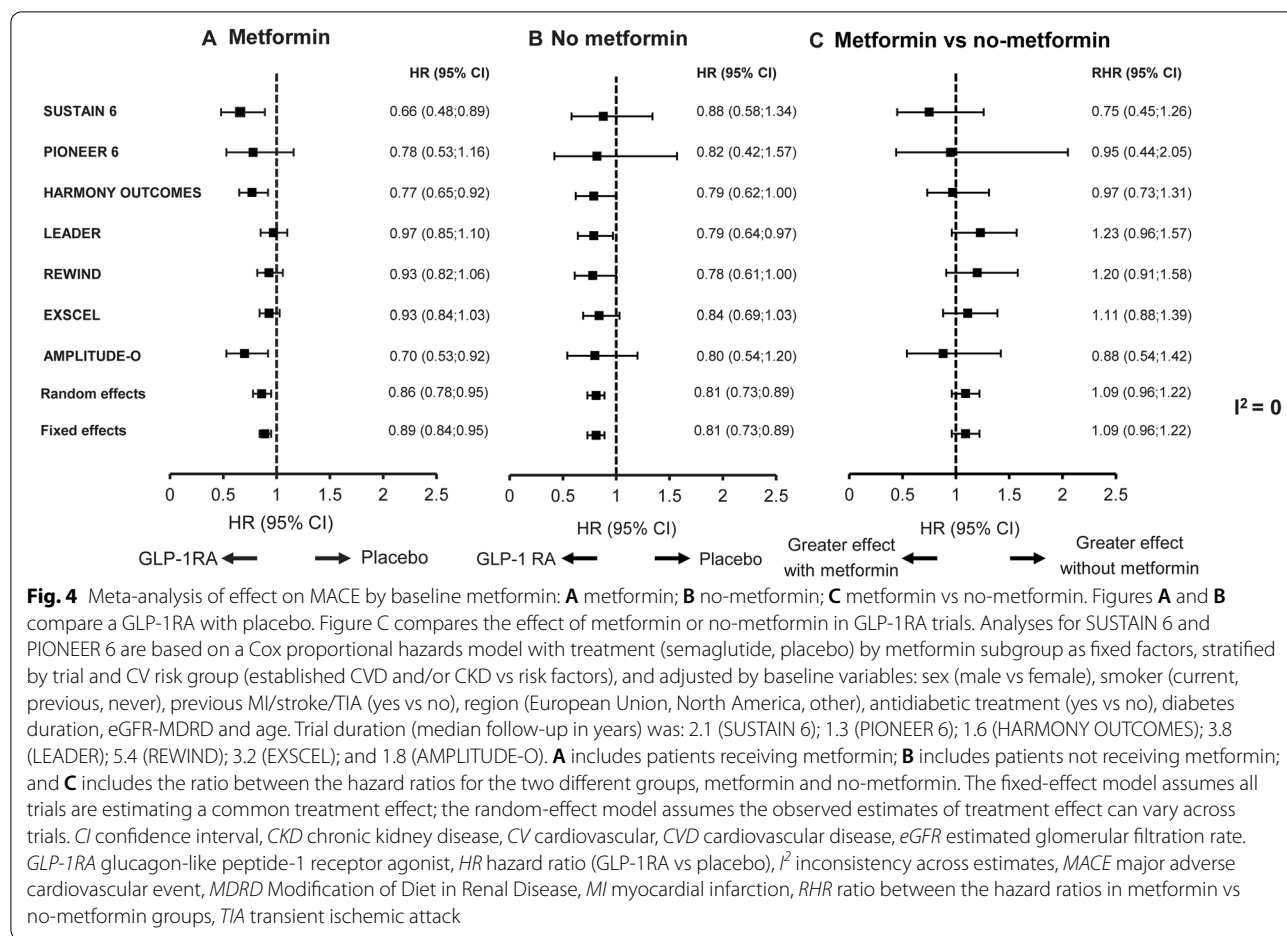 A Metformin
B No metformin
C Metformin vs no-metformin
HR (95% CI)
HR (95% CI)
RHR (95% CI)
SUSTAIN 6
0.66 (0.48;0.89)
0.88 (0.58;1.34)
0.75 (0.45;1.26)
PIONEER 6
0.78 (0.53;1.16)
0.82 (0.42;1.57)
0.95 (0.44;2.05)
HARMONY OUTCOMES
0.77 (0.65;0.92)
0.79 (0.62;1.00)
0.97 (0.73;1.31)
LEADER
0.97 (0.85;1.10)
0.79 (0.64;0.97)
1.23 (0.96;1.57)
REWIND
0.93 (0.82;1.06)
0.78 (0.61;1.00)
1.20 (0.91;1.58)
EXSCEL
0.93 (0.84;1.03)
0.84 (0.69;1.03)
1.11 (0.88;1.39)
AMPLITUDE-O
0.70 (0.53;0.92)
0.80 (0.54;1.20)
0.88 (0.54;1.42)
Random effects
0.86 (0.78;0.95)
0.81 (0.73;0.89)
1.09 (0.96;1.22)
I² = 0
Fixed effects
0.89 (0.84;0.95)
0.81 (0.73;0.89)
1.09 (0.96;1.22)
0 0.5 1 1.5 2 2.5
0 0.5 1 1.5 2 2.5
0 0.5 1 1.5 2 2.5
HR (95% CI)
HR (95% CI)
HR (95% CI)
GLP-1RA
Placebo
GLP-1 RA
Placebo
Greater effect
with metformin
Greater effect
without metformin
Fig. 4 Meta-analysis of effect on MACE by baseline metformin: A metformin; B no-metformin; C metformin vs no-metformin. Figures A and B
compare a GLP-1RA with placebo. Figure C compares the effect of metformin or no-metformin in GLP-1RA trials. Analyses for SUSTAIN 6 and
PIONEER 6 are based on a Cox proportional hazards model with treatment (semaglutide, placebo) by metformin subgroup as fixed factors, stratified
by trial and CV risk group (established CVD and/or CKD vs risk factors), and adjusted by baseline variables: sex (male vs female), smoker (current,
previous, never), previous MI/stroke/TIA (yes vs no), region (European Union, North America, other), antidiabetic treatment (yes vs no), diabetes
duration, eGFR-MDRD and age. Trial duration (median follow-up in years) was: 2.1 (SUSTAIN 6); 1.3 (PIONEER 6); 1.6 (HARMONY OUTCOMES); 3.8
(LEADER); 5.4 (REWIND); 3.2 (EXSCEL); and 1.8 (AMPLITUDE-O). A includes patients receiving metformin; B includes patients not receiving metformin;
and C includes the ratio between the hazard ratios for the two different groups, metformin and no-metformin. The fixed-effect model assumes all
trials are estimating a common treatment effect; the random-effect model assumes the observed estimates of treatment effect can vary across
trials. CI confidence interval, CKD chronic kidney disease, CV cardiovascular, CVD cardiovascular disease, eGFR estimated glomerular filtration rate.
GLP-1RA glucagon-like peptide-1 receptor agonist, HR hazard ratio (GLP-1RA vs placebo), I² inconsistency across estimates, MACE major adverse
cardiovascular event, MDRD Modification of Diet in Renal Disease, MI myocardial infarction, RHR ratio between the hazard ratios in metformin vs
no-metformin groups, TIA transient ischemic attack